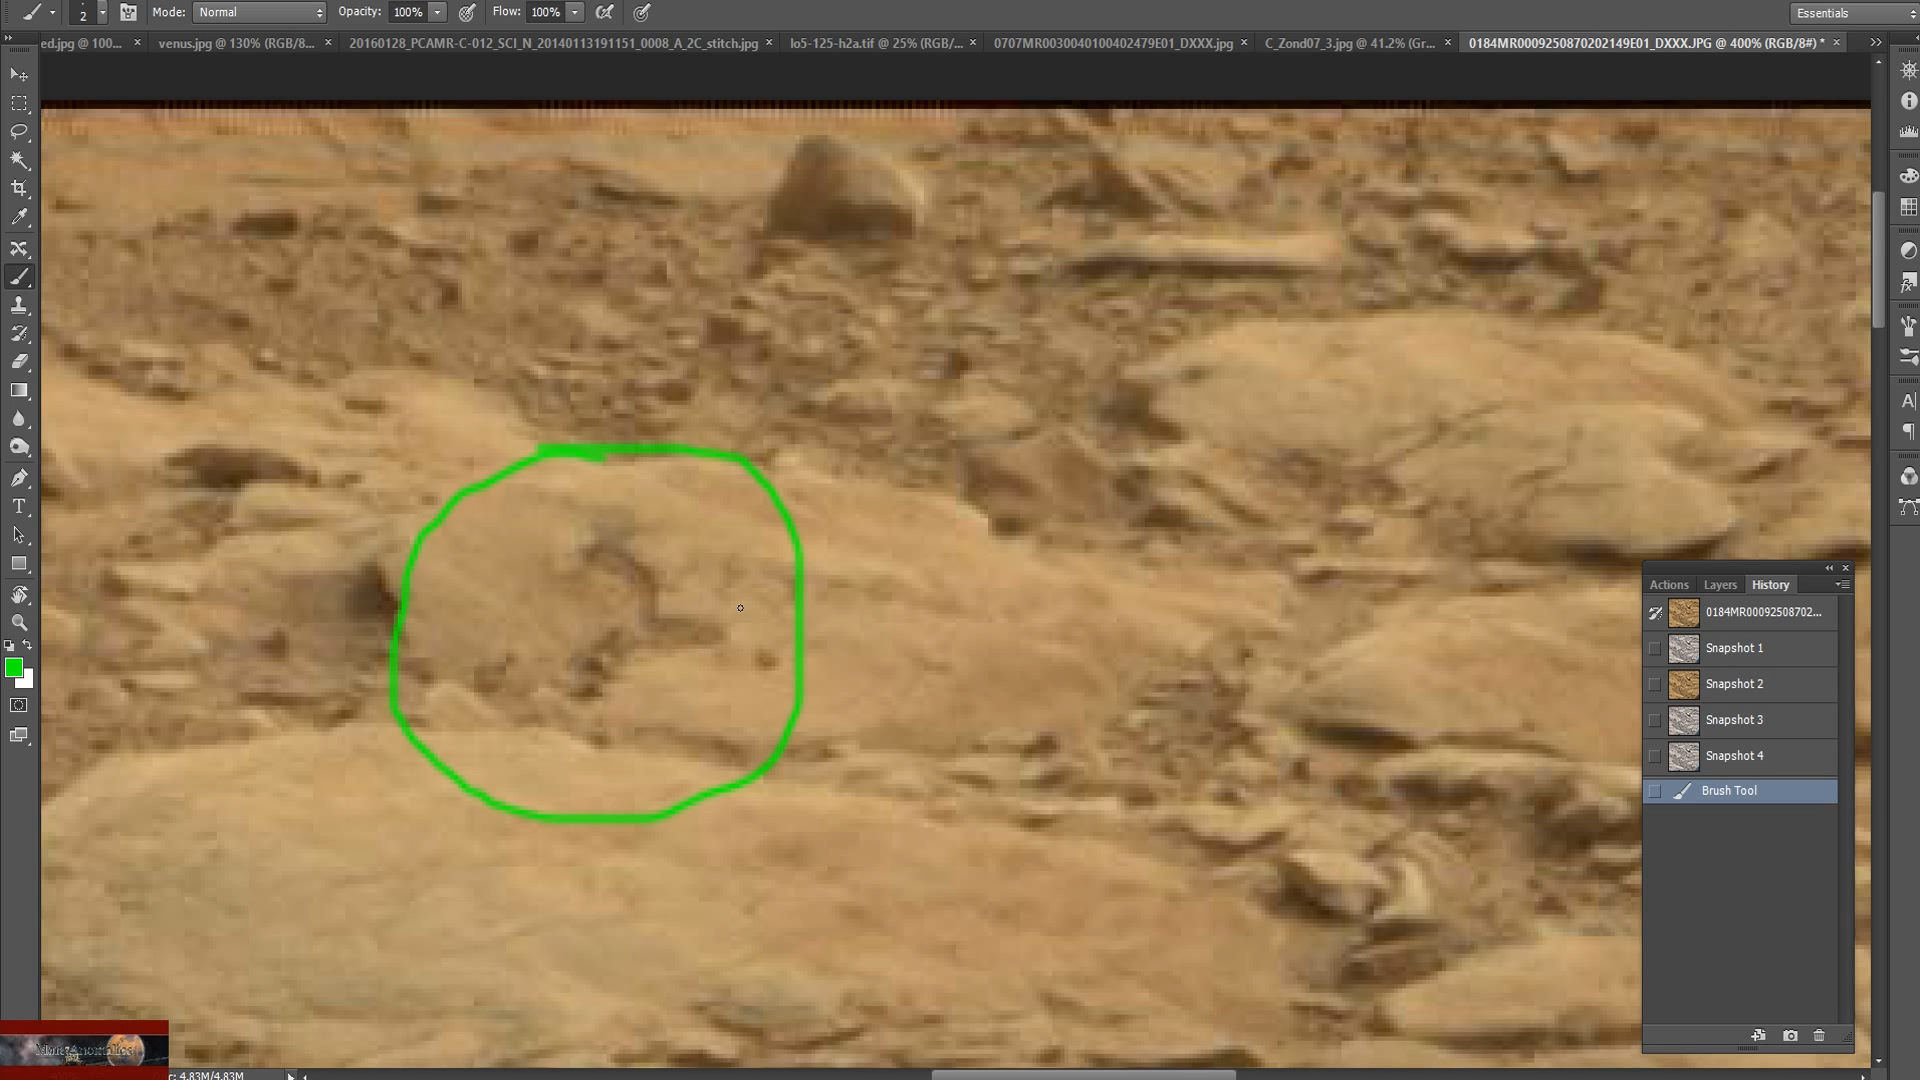 2 Mode: Normal Opacity: 100% Flow: 100% Essentials
ed.jpg @ 100... × venus.jpg @ 130% (RGB/8... × 20160128_PCAMR-C-012_SCI_N_20140113191151_0008_A_2C_stitch.jpg × lo5-125-h2a.tif @ 25% (RGB/... × 0707MR0030040100402479E01_DXXX.jpg × C_Zond07_3.jpg @ 41.2% (Gr... × 0184MR0009250870202149E01_DXXX.JPG @ 400% (RGB/8#) * ×
Actions Layers History
0184MR00092508702...
Snapshot 1
Snapshot 2
Snapshot 3
Snapshot 4
Brush Tool
4,83M/4,83M